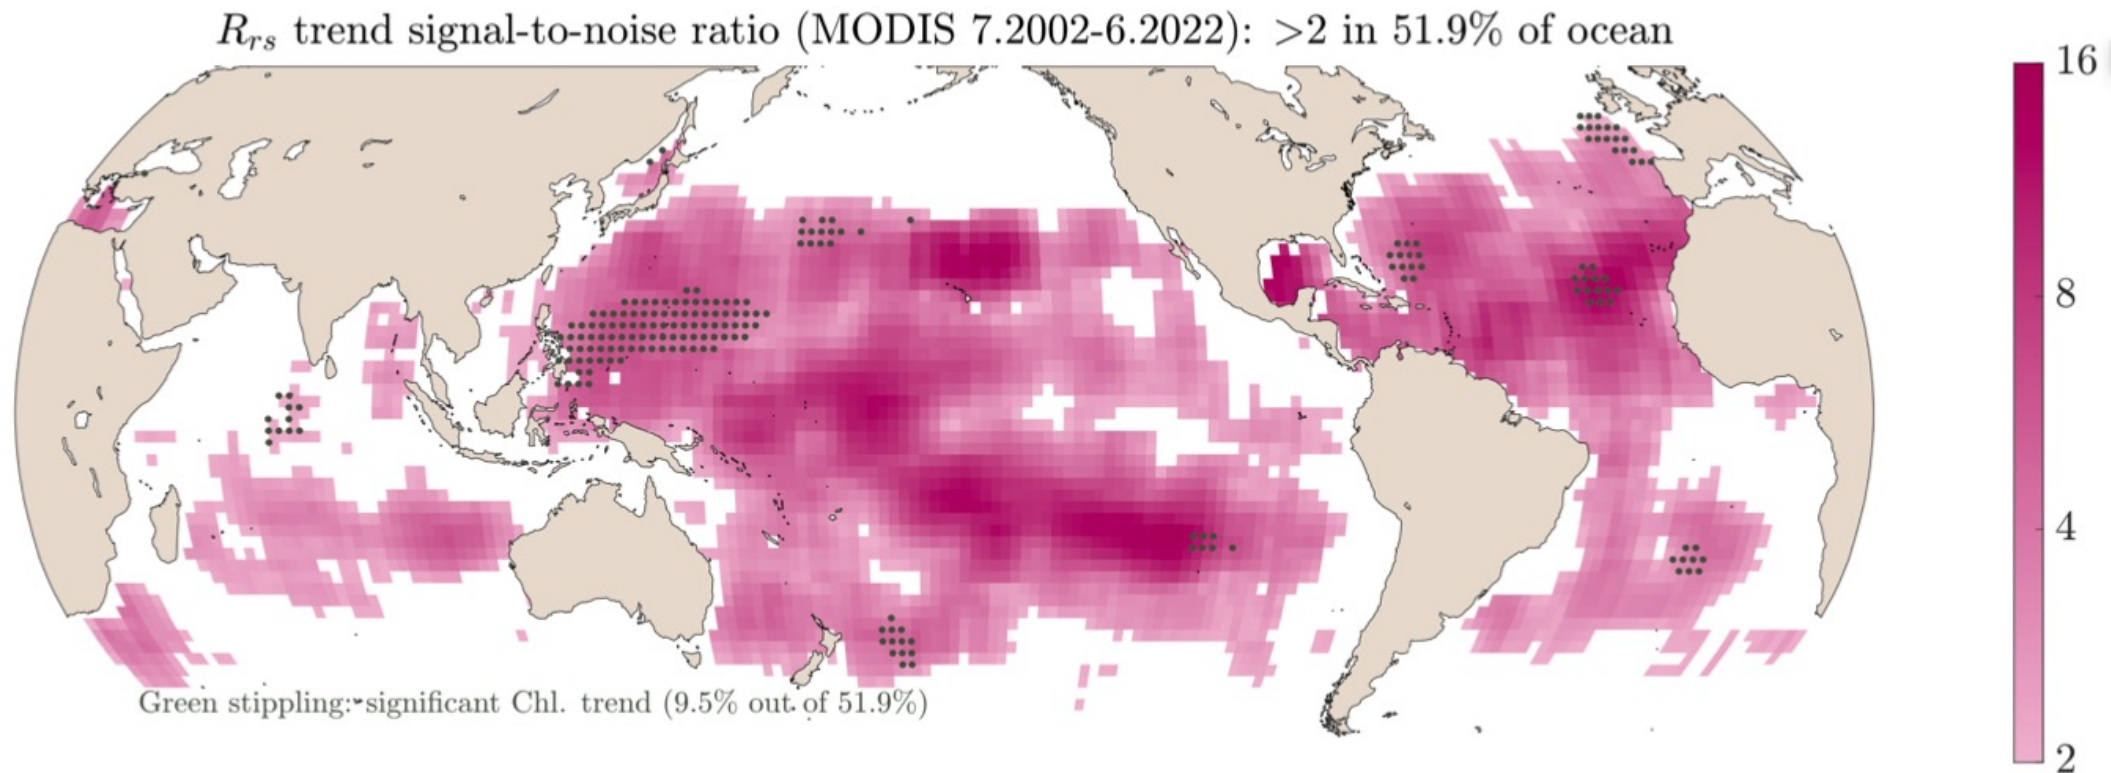 R_rs trend signal-to-noise ratio (MODIS 7.2002-6.2022): >2 in 51.9% of ocean
16
8
4
2
Green stippling: significant Chl. trend (9.5% out of 51.9%)